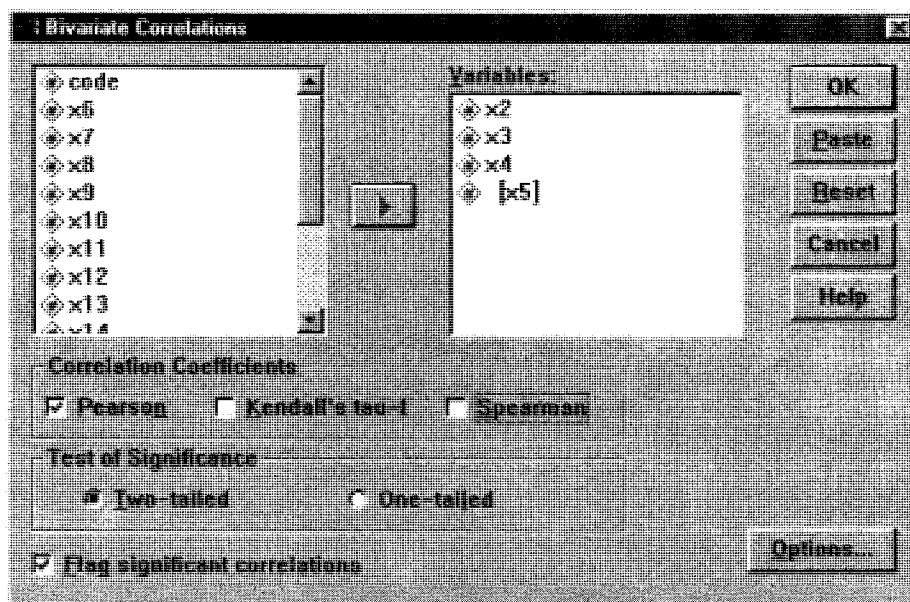 Bivariate Correlations
code
x6
x7
x8
x9
x10
x11
x12
x13
x14
Variables:
x2
x3
x4
[x5]
OK
Paste
Reset
Cancel
Help
Correlation Coefficients
Pearson
Kendall's tau-
Spearman
Test of Significance
Two-tailed
One-tailed
Flag significant correlations
Options...